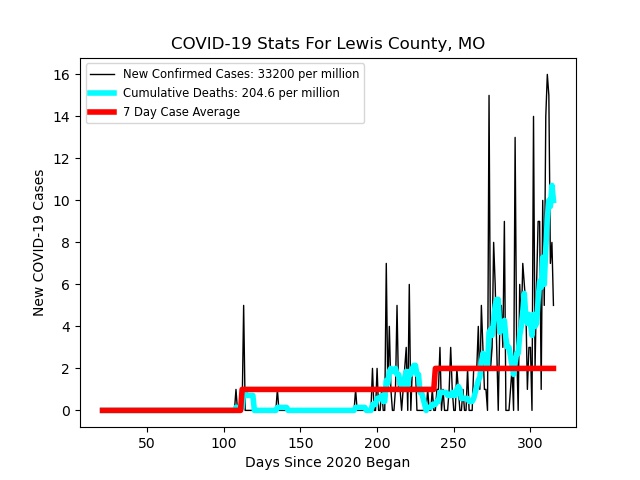 COVID-19 Stats For Lewis County, MO
New Confirmed Cases: 33200 per million
Cumulative Deaths: 204.6 per million
7 Day Case Average
New COVID-19 Cases
16
14
12
10
8
6
4
2
0
50 100 150 200 250 300
Days Since 2020 Began